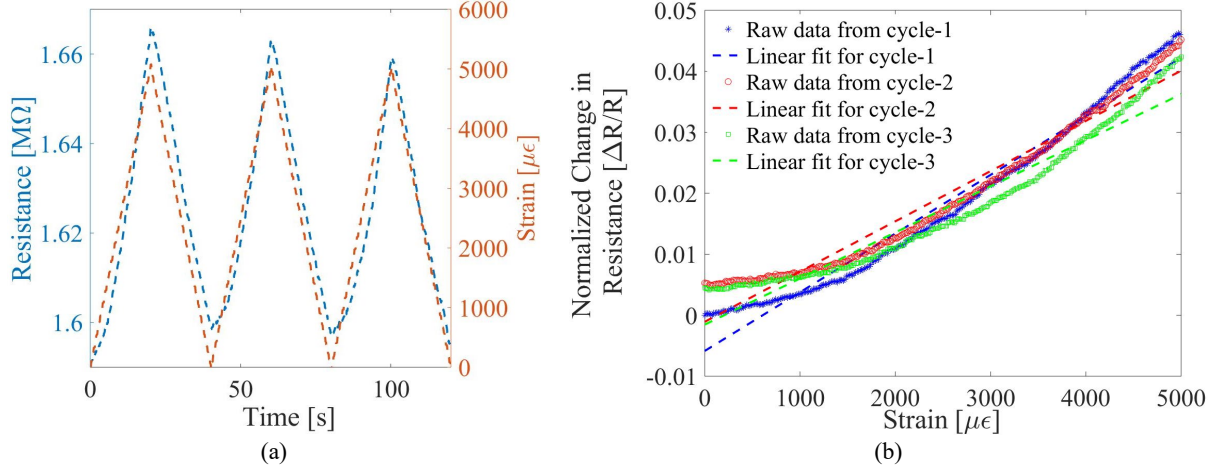 1.66
1.64
1.62
1.6
Resistance [MΩ]
6000
5000
4000
3000
2000
1000
0
Strain [μϵ]
0 50 100
Time [s]
(a)
0.05
0.04
0.03
0.02
0.01
0
-0.01
Normalized Change in
Resistance [ΔR/R]
Raw data from cycle-1
Linear fit for cycle-1
Raw data from cycle-2
Linear fit for cycle-2
Raw data from cycle-3
Linear fit for cycle-3
0 1000 2000 3000 4000 5000
Strain [μϵ]
(b)